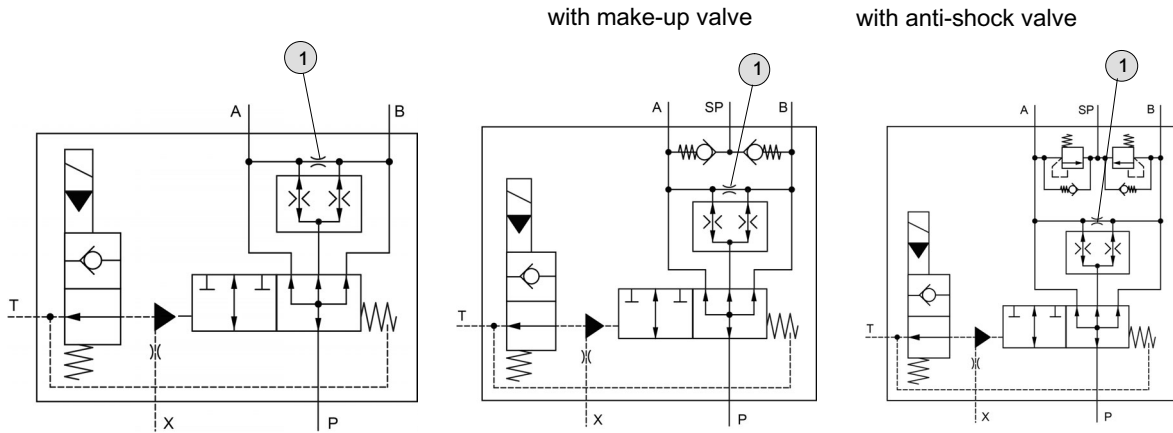 with make-up valve
with anti-shock valve
1
A
B
T
X
P
1
A
SP
B
T
X
P
1
A
SP
B
T
X
P